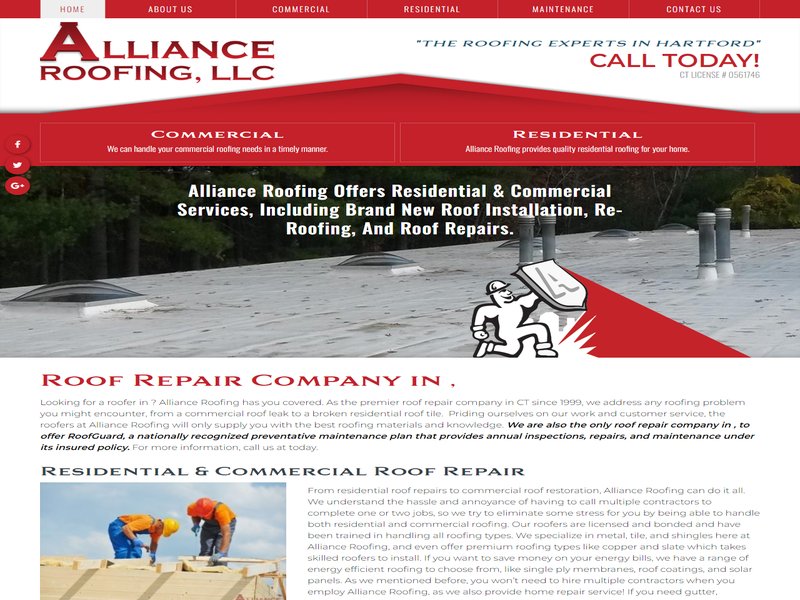 HOME ABOUT US COMMERCIAL RESIDENTIAL MAINTENANCE CONTACT US
ALLIANCE
ROOFING, LLC
"THE ROOFING EXPERTS IN HARTFORD"
CALL TODAY!
CT LICENSE # 0561746
COMMERCIAL
We can handle your commercial roofing needs in a timely manner.
RESIDENTIAL
Alliance Roofing provides quality residential roofing for your home.
Alliance Roofing Offers Residential & Commercial
Services, Including Brand New Roof Installation, Re-
Roofing, And Roof Repairs.
ROOF REPAIR COMPANY IN ,
Looking for a roofer in ? Alliance Roofing has you covered. As the premier roof repair company in CT since 1999, we address any roofing problem
you might encounter, from a commercial roof leak to a broken residential roof tile. Priding ourselves on our work and customer service, the
roofers at Alliance Roofing will only supply you with the best roofing materials and knowledge. We are also the only roof repair company in , to
offer RoofGuard, a nationally recognized preventative maintenance plan that provides annual inspections, repairs, and maintenance under
its insured policy. For more information, call us at today.
RESIDENTIAL & COMMERCIAL ROOF REPAIR
From residential roof repairs to commercial roof restoration, Alliance Roofing can do it all.
We understand the hassle and annoyance of having to call multiple contractors to
complete one or two jobs, so we try to eliminate some stress for you by being able to handle
both residential and commercial roofing. Our roofers are licensed and bonded and have
been trained in handling all roofing types. We specialize in metal, tile, and shingles here at
Alliance Roofing, and even offer premium roofing types like copper and slate which takes
skilled roofers to install. If you want to save money on your energy bills, we have a range of
energy efficient roofing to choose from, like single ply membranes, roof coatings, and solar
panels. As we mentioned before, you won't need to hire multiple contractors when you
employ Alliance Roofing, as we also provide home repair service! If you need gutter,